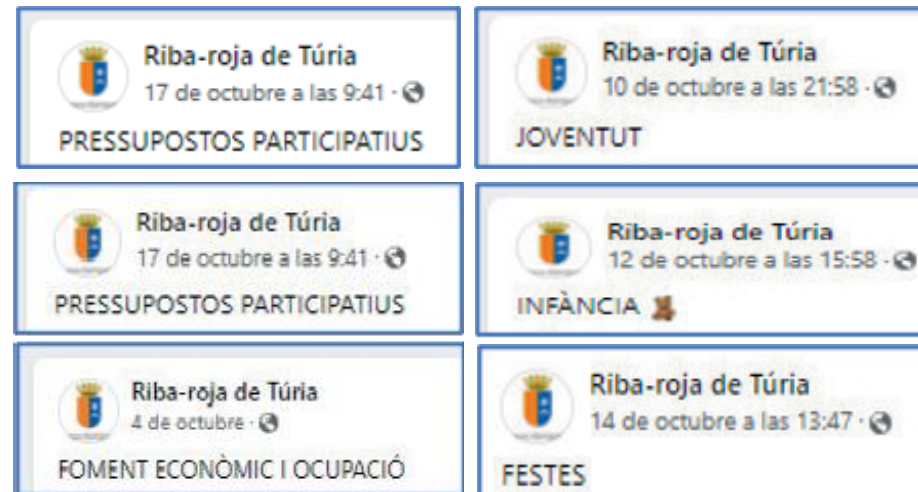 Riba-roja de Túria
17 de octubre a las 9:41 ·
PRESSUPOSTOS PARTICIPATIUS
Riba-roja de Túria
10 de octubre a las 21:58 ·
JOVENTUT
Riba-roja de Túria
17 de octubre a las 9:41 ·
PRESSUPOSTOS PARTICIPATIUS
Riba-roja de Túria
12 de octubre a las 15:58 ·
INFÀNCIA
Riba-roja de Túria
4 de octubre ·
FOMENT ECONÒMIC I OCUPACIÓ
Riba-roja de Túria
14 de octubre a las 13:47 ·
FESTES